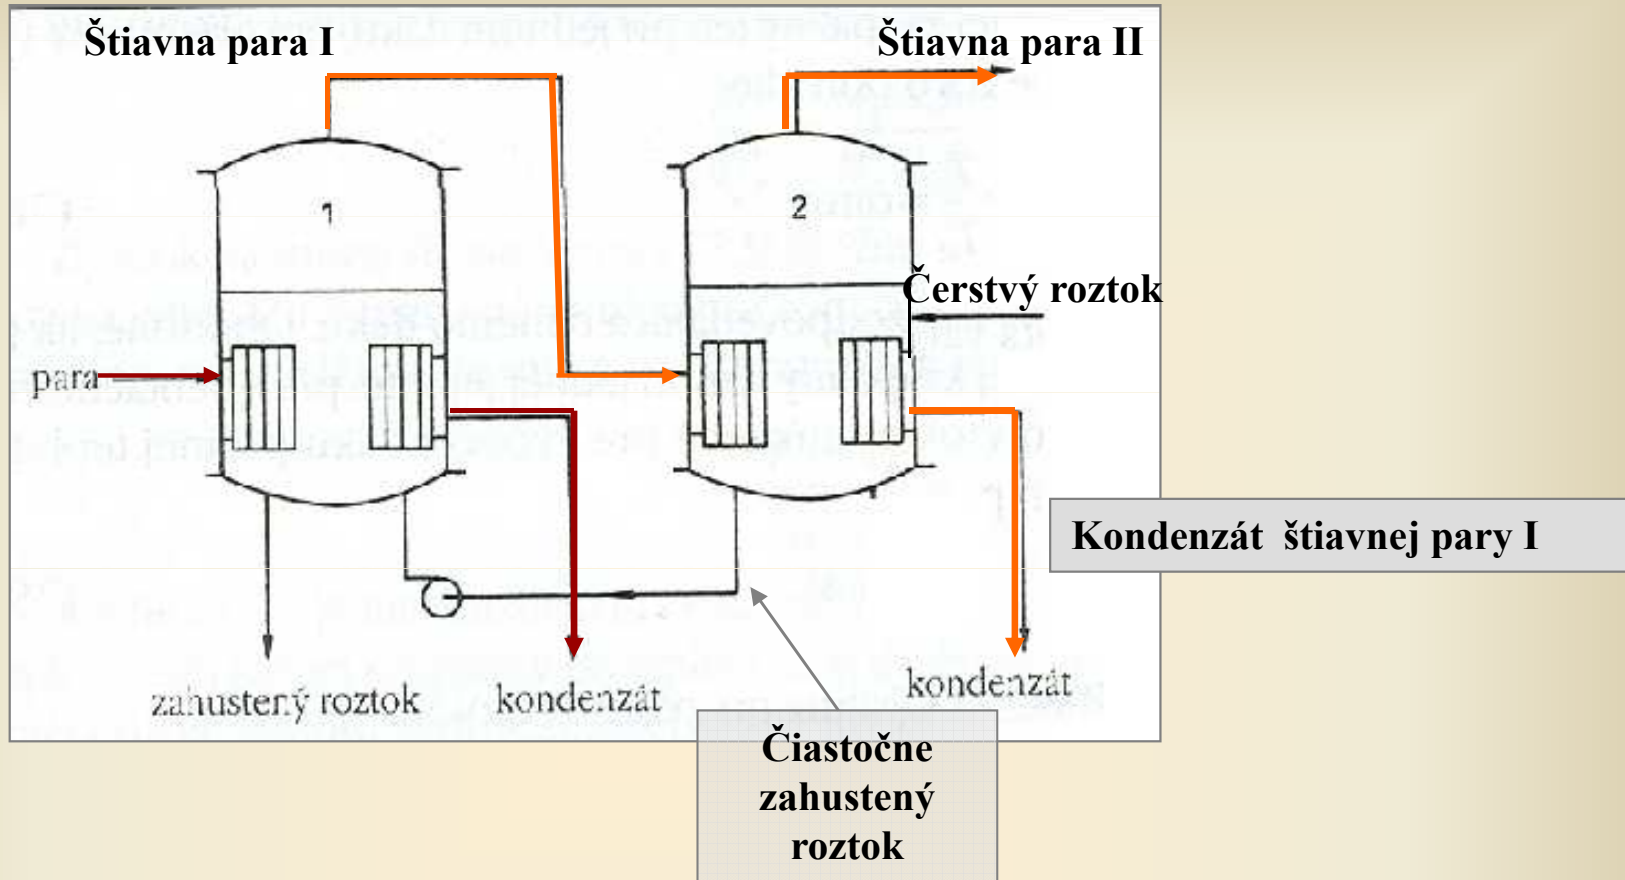 Štiavna para I
Štiavna para II
1
2
Čerstvý roztok
para
Kondenzát štiavnej pary I
zahustený roztok
kondenzát
kondenzát
Čiastočne
zahustený
roztok